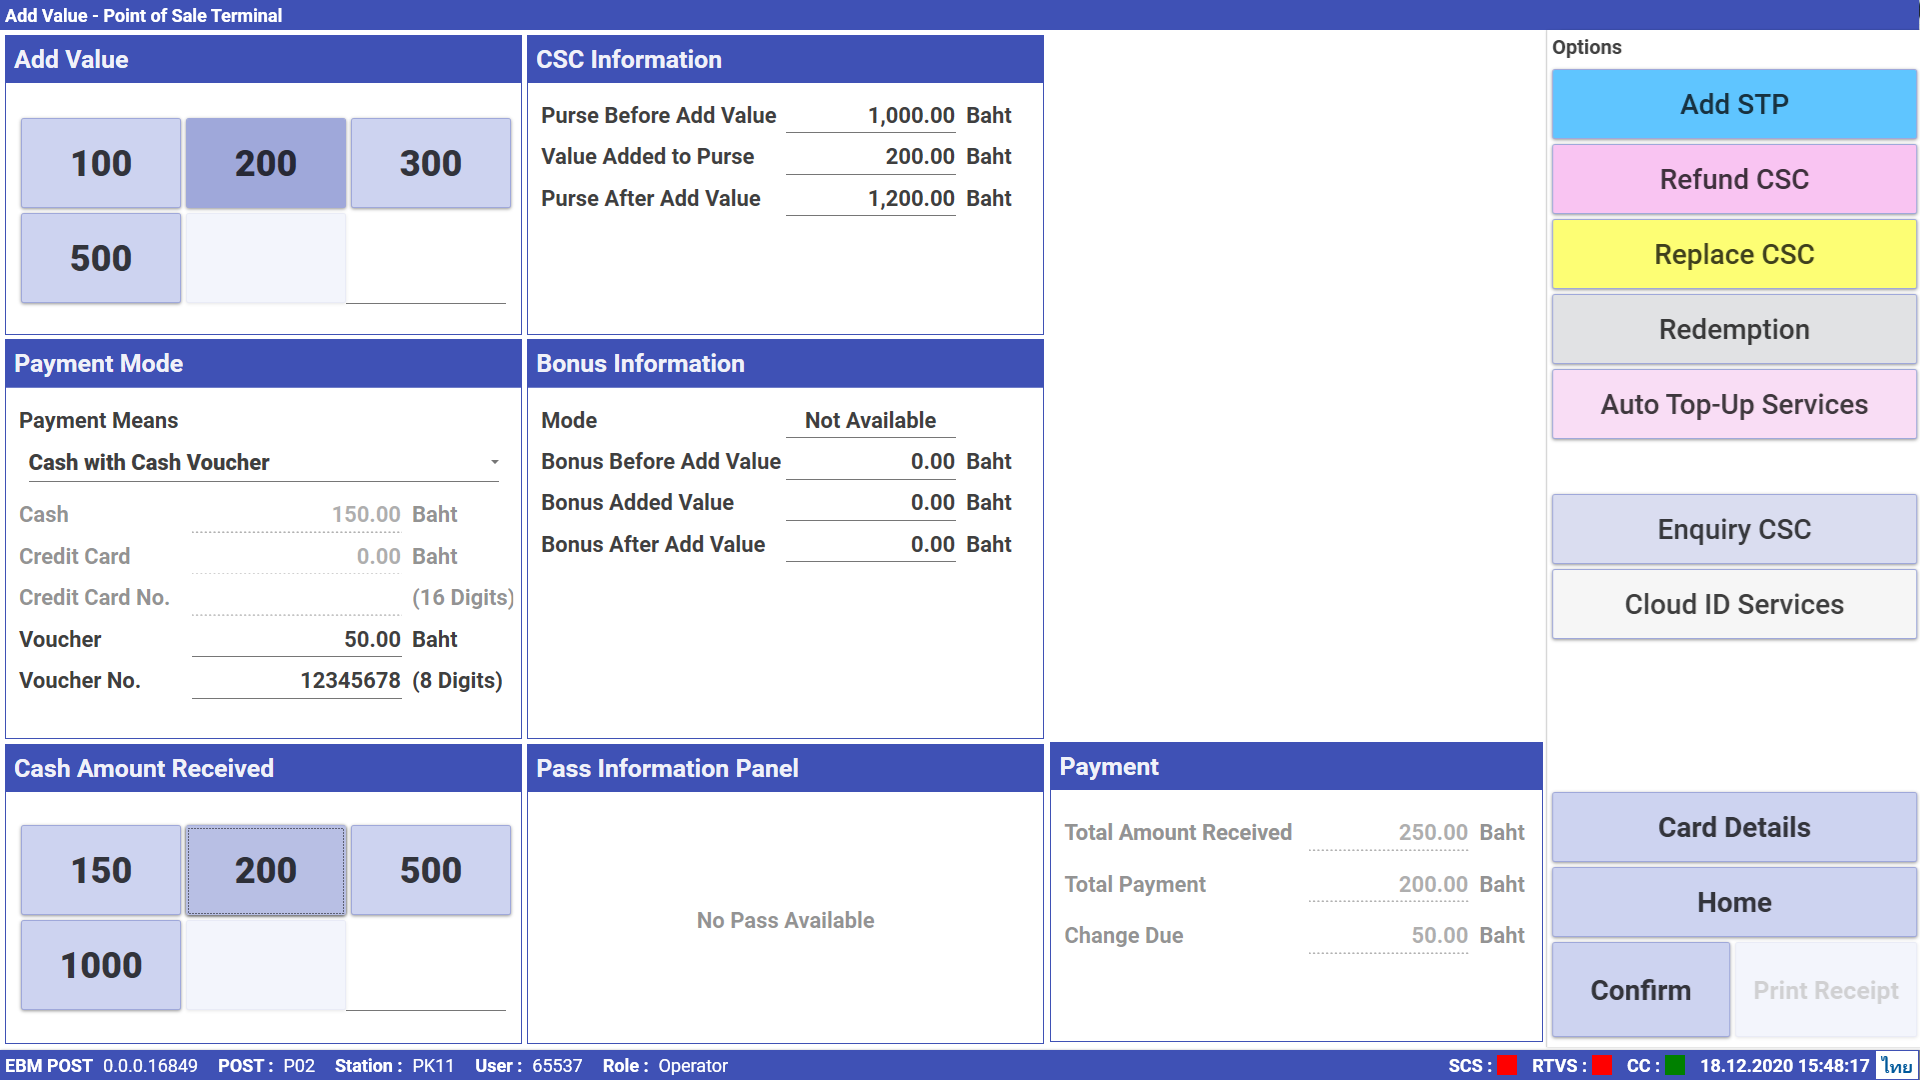 Add Value - Point of Sale Terminal
Add Value
100
200
300
500
CSC Information
Purse Before Add Value 1,000.00 Baht
Value Added to Purse 200.00 Baht
Purse After Add Value 1,200.00 Baht
Payment Mode
Payment Means
Cash with Cash Voucher
Cash 150.00 Baht
Credit Card 0.00 Baht
Credit Card No. (16 Digits)
Voucher 50.00 Baht
Voucher No. 12345678 (8 Digits)
Bonus Information
Mode Not Available
Bonus Before Add Value 0.00 Baht
Bonus Added Value 0.00 Baht
Bonus After Add Value 0.00 Baht
Cash Amount Received
150
200
500
1000
Pass Information Panel
No Pass Available
Payment
Total Amount Received 250.00 Baht
Total Payment 200.00 Baht
Change Due 50.00 Baht
Options
Add STP
Refund CSC
Replace CSC
Redemption
Auto Top-Up Services
Enquiry CSC
Cloud ID Services
Card Details
Home
Confirm
Print Receipt
EBM POST 0.0.0.16849 POST : P02 Station : PK11 User : 65537 Role : Operator SCS : RTVS : CC : 18.12.2020 15:48:17 ไทย